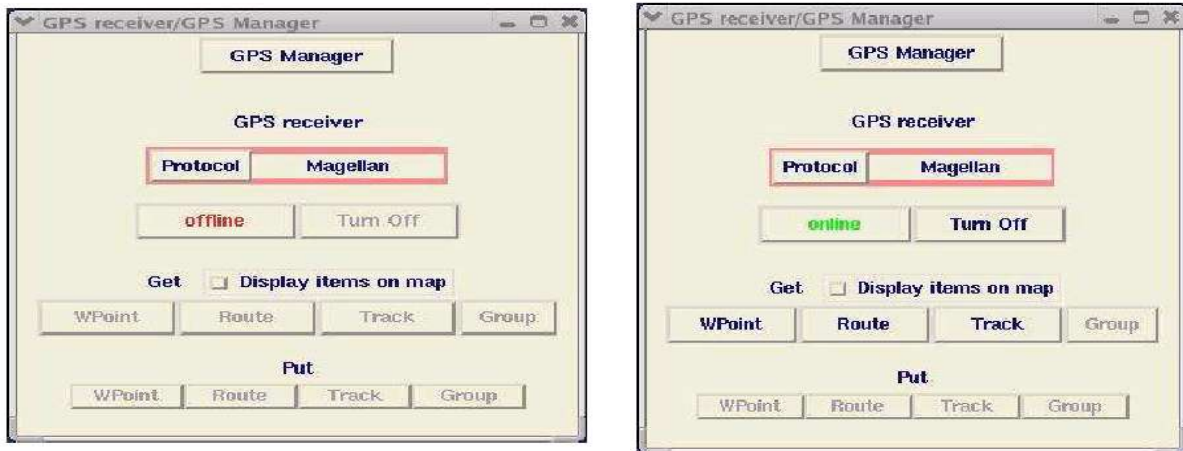 GPS receiver/GPS Manager
GPS Manager
GPS receiver
Protocol Magellan
offline Turn Off
Get Display items on map
WPoint Route Track Group
Put
WPoint Route Track Group
GPS receiver/GPS Manager
GPS Manager
GPS receiver
Protocol Magellan
online Turn Off
Get Display items on map
WPoint Route Track Group
Put
WPoint Route Track Group